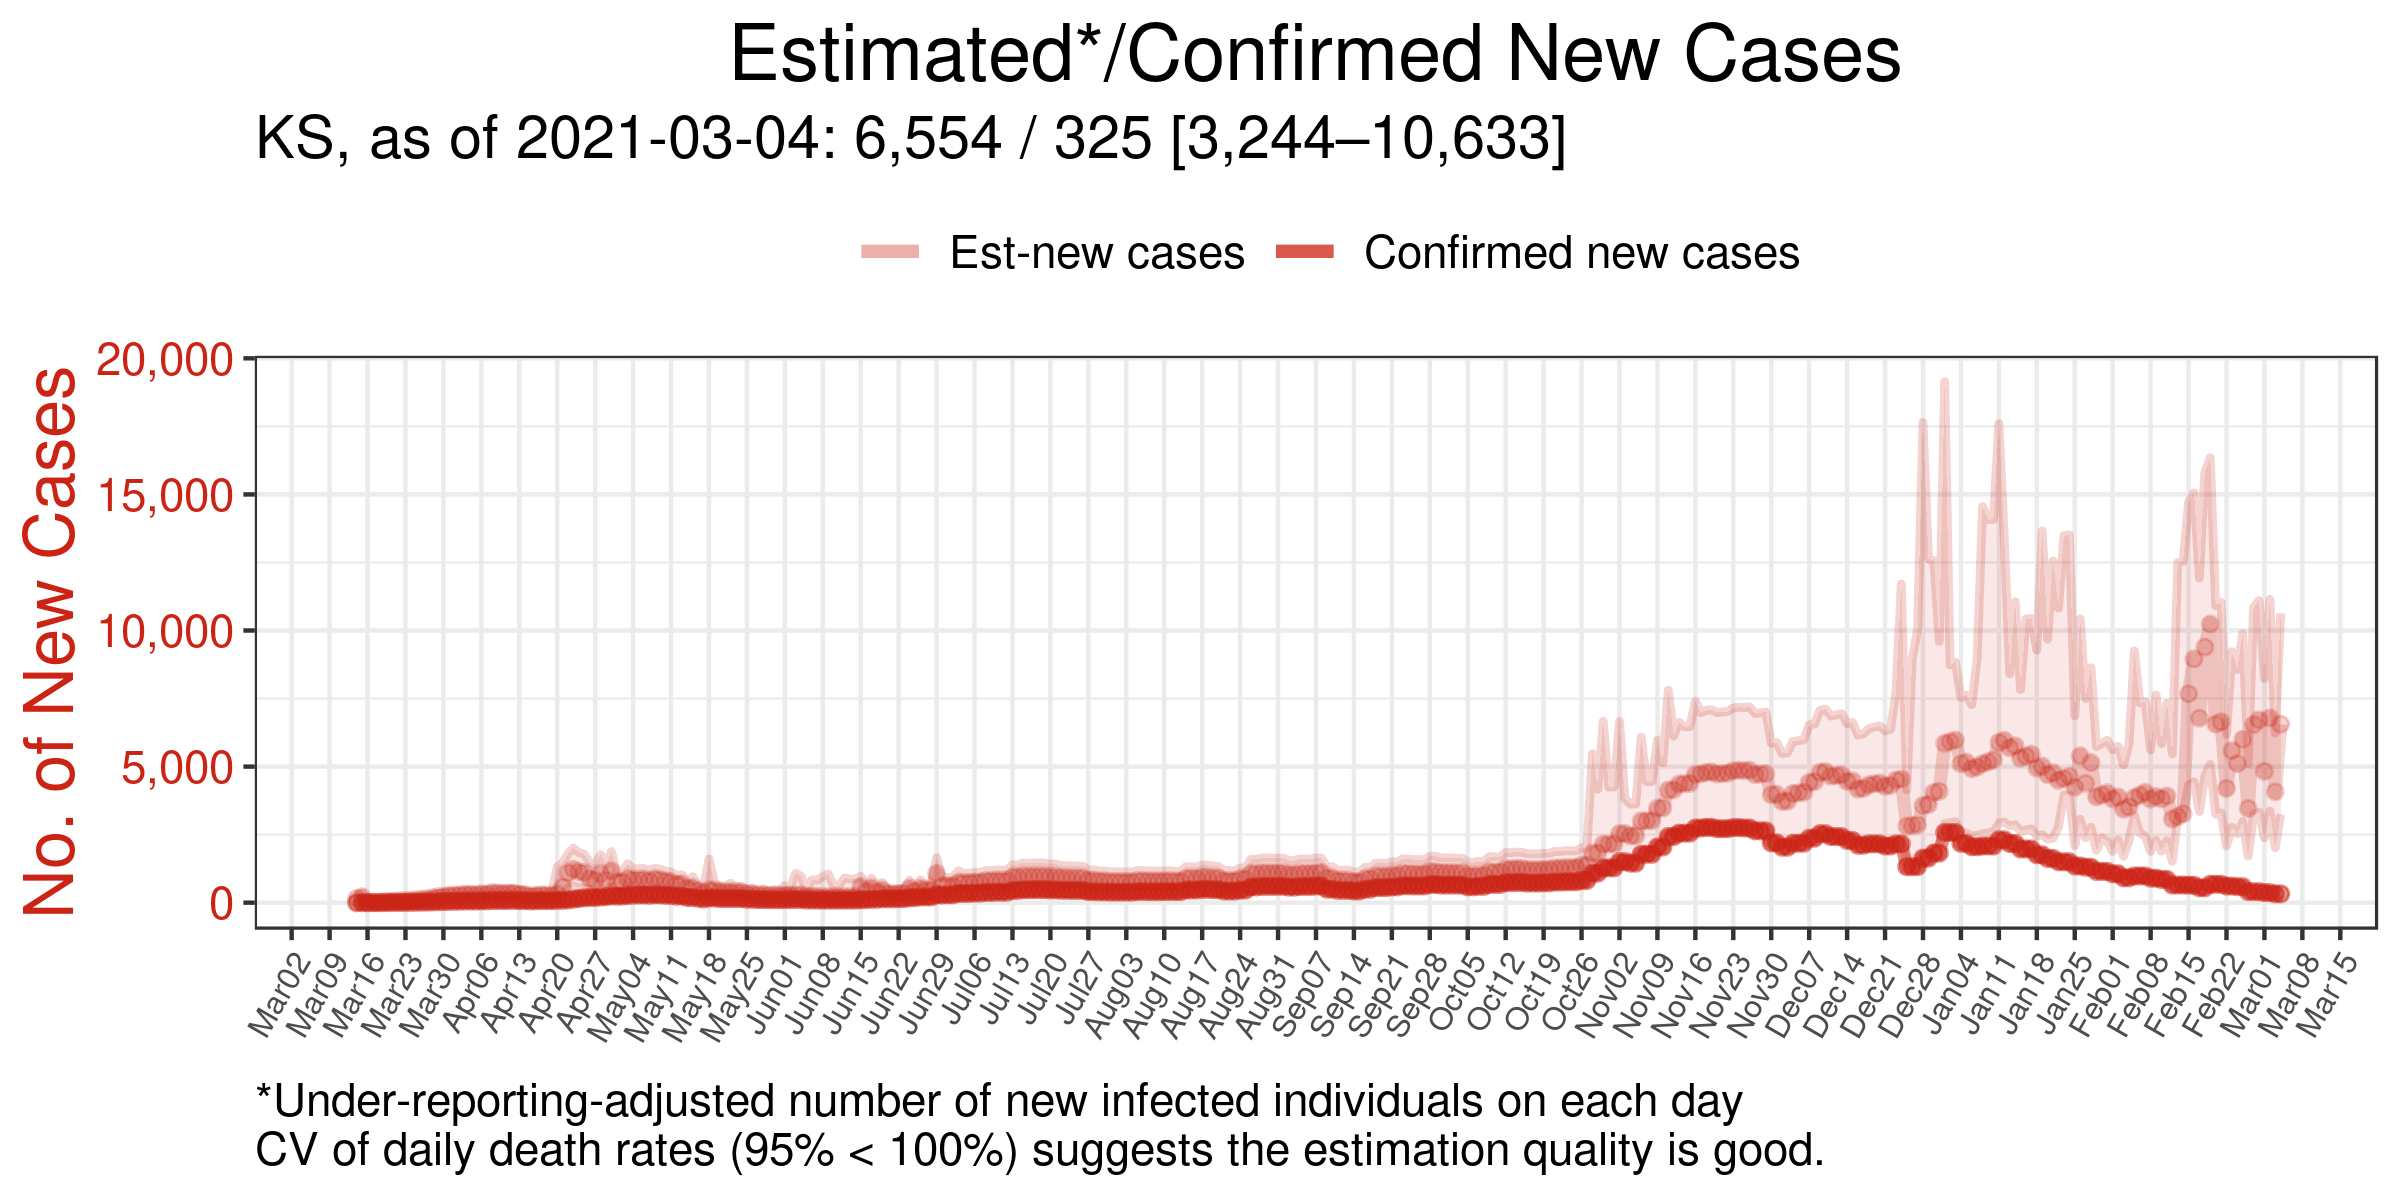 Estimated*/Confirmed New Cases
KS, as of 2021-03-04: 6,554 / 325 [3,244–10,633]
Est-new cases
Confirmed new cases
No. of New Cases
20,000
15,000
10,000
5,000
0
Mar02
Mar09
Mar16
Mar23
Mar30
Apr06
Apr13
Apr20
Apr27
May04
May11
May18
May25
Jun01
Jun08
Jun15
Jun22
Jun29
Jul06
Jul13
Jul20
Jul27
Aug03
Aug10
Aug17
Aug24
Aug31
Sep07
Sep14
Sep21
Sep28
Oct05
Oct12
Oct19
Oct26
Nov02
Nov09
Nov16
Nov23
Nov30
Dec07
Dec14
Dec21
Dec28
Jan04
Jan11
Jan18
Jan25
Feb01
Feb08
Feb15
Feb22
Mar01
Mar08
Mar15
*Under-reporting-adjusted number of new infected individuals on each day
CV of daily death rates (95% < 100%) suggests the estimation quality is good.